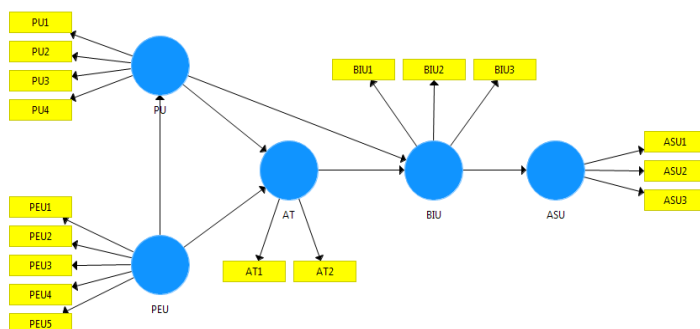 PU1
PU2
PU3
PU4
PU
BIU1
BIU2
BIU3
ASU1
ASU2
ASU3
AT
BIU
ASU
PEU1
PEU2
PEU3
PEU4
PEU5
PEU
AT1
AT2